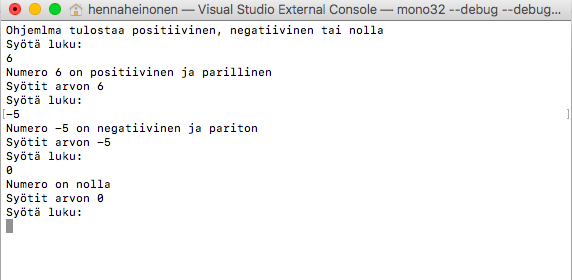 hennaheinonen — Visual Studio External Console — mono32 --debug --debug...
Ohjemlma tulostaa positiivinen, negatiivinen tai nolla
Syötä luku:
6
Numero 6 on positiivinen ja parillinen
Syötit arvon 6
Syötä luku:
-5
Numero -5 on negatiivinen ja pariton
Syötit arvon -5
Syötä luku:
0
Numero on nolla
Syötit arvon 0
Syötä luku: